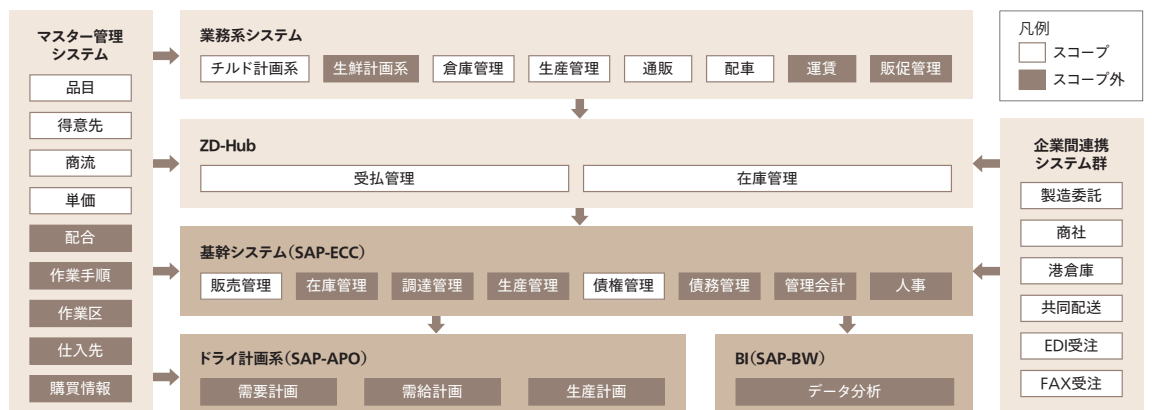 マスター管理
システム
品目
得意先
商流
単価
配合
作業手順
作業区
仕入先
購買情報
業務系システム
チルド計画系
生鮮計画系
倉庫管理
生産管理
通販
配車
運賃
販促管理
ZD-Hub
受払管理
在庫管理
基幹システム(SAP-ECC)
販売管理
在庫管理
調達管理
生産管理
債権管理
債務管理
管理会計
人事
ドライ計画系(SAP-APO)
需要計画
需給計画
生産計画
BI(SAP-BW)
データ分析
凡例
スコープ
スコープ外
企業間連携
システム群
製造委託
商社
港倉庫
共同配送
EDI受注
FAX受注